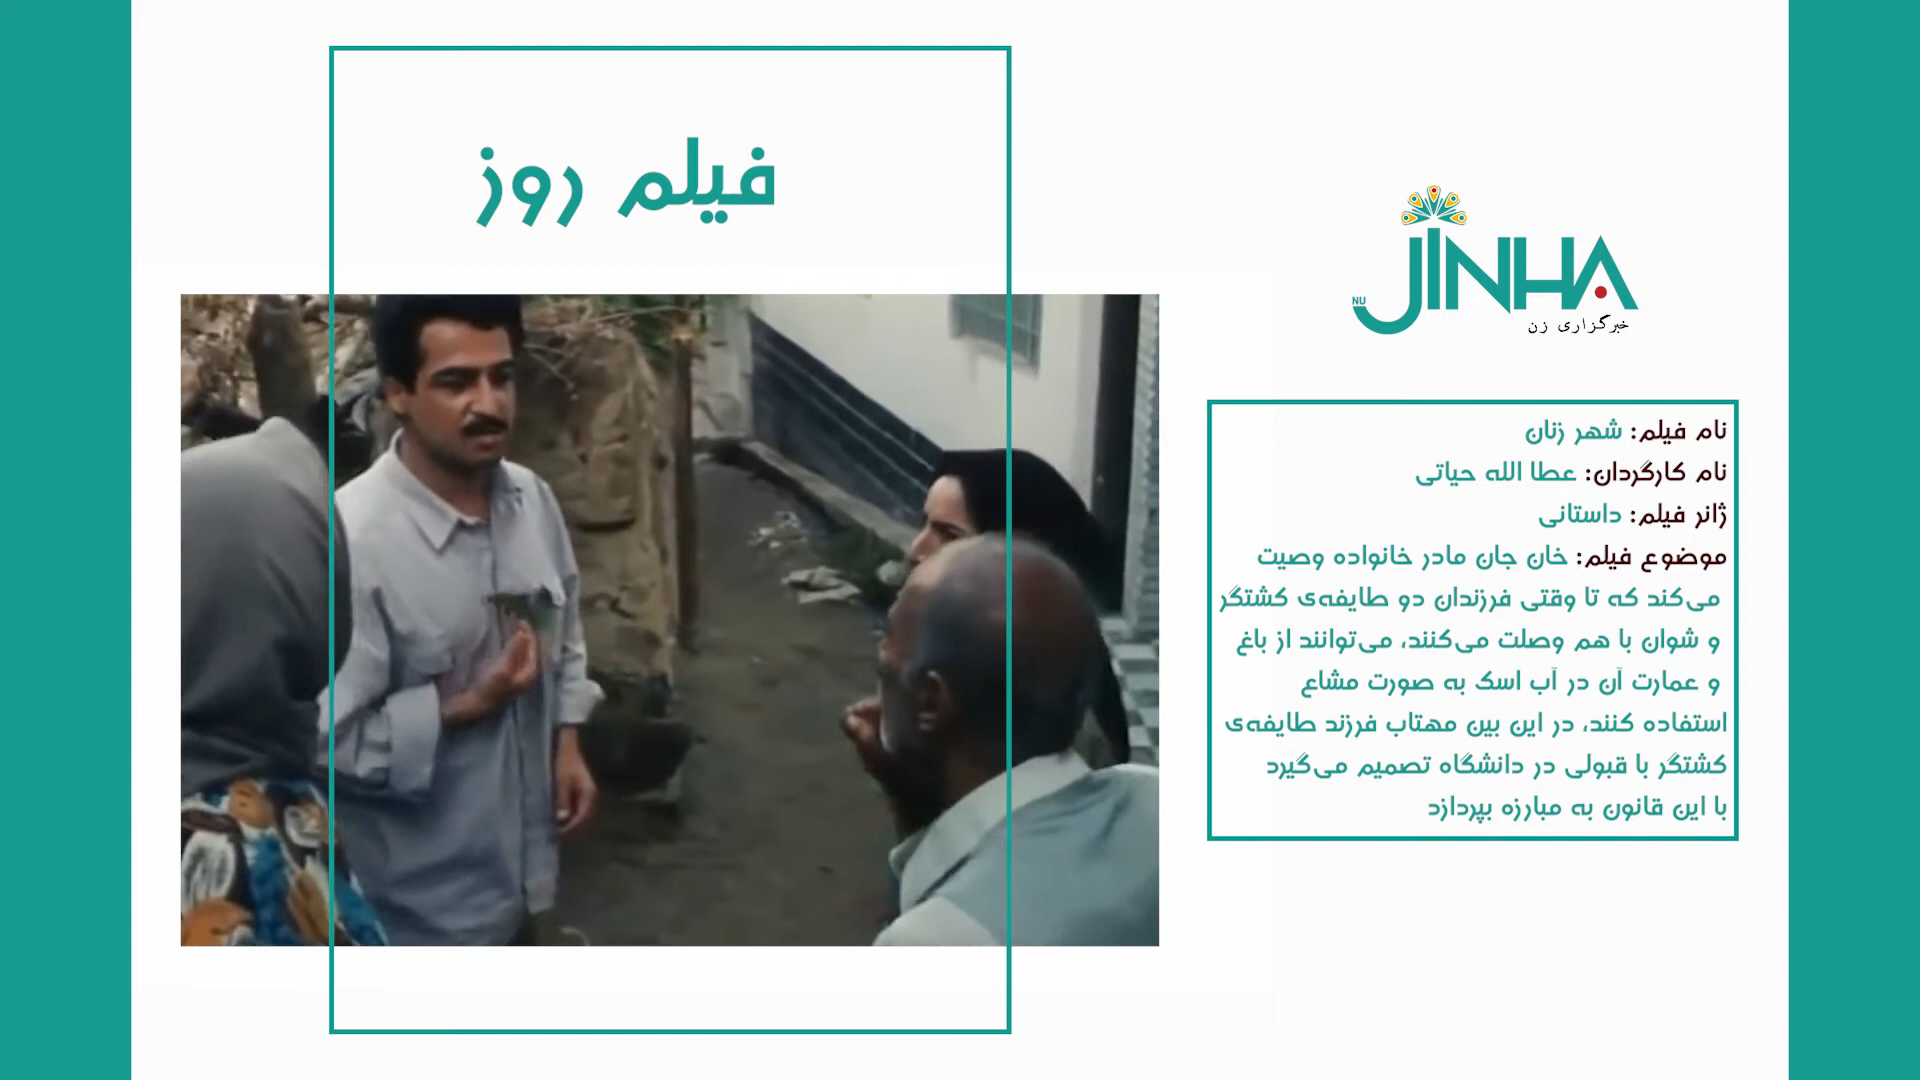 فیلم روز
NU JINHA
خبرگزاری زن
نام فیلم: شهر زنان
نام کارگردان: عطا الله حیاتی
ژانر فیلم: داستانی
موضوع فیلم: خان جان مادر خانواده وصیت
می‌کند که تا وقتی فرزندان دو طایفه‌ی کشتگر
و شوان با هم وصلت می‌کنند، می‌توانند از باغ
و عمارت آن در آب اسک به صورت مشاع
استفاده کنند، در این بین مهتاب فرزند طایفه‌ی
کشتگر با قبولی در دانشگاه تصمیم می‌گیرد
با این قانون به مبارزه بپردازد